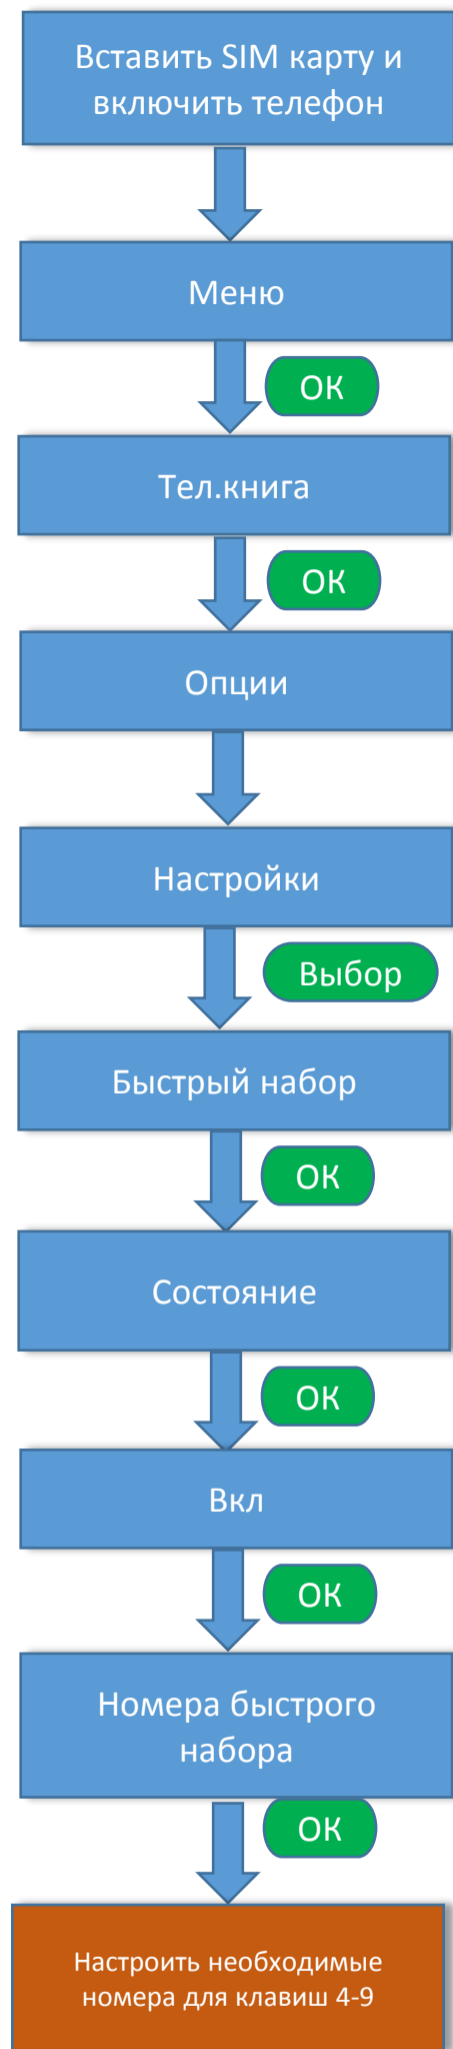 Вставить SIM карту и
включить телефон
Меню
ОК
Тел.книга
ОК
Опции
Настройки
Выбор
Быстрый набор
ОК
Состояние
ОК
Вкл
ОК
Номера быстрого
набора
ОК
Настроить необходимые
номера для клавиш 4-9